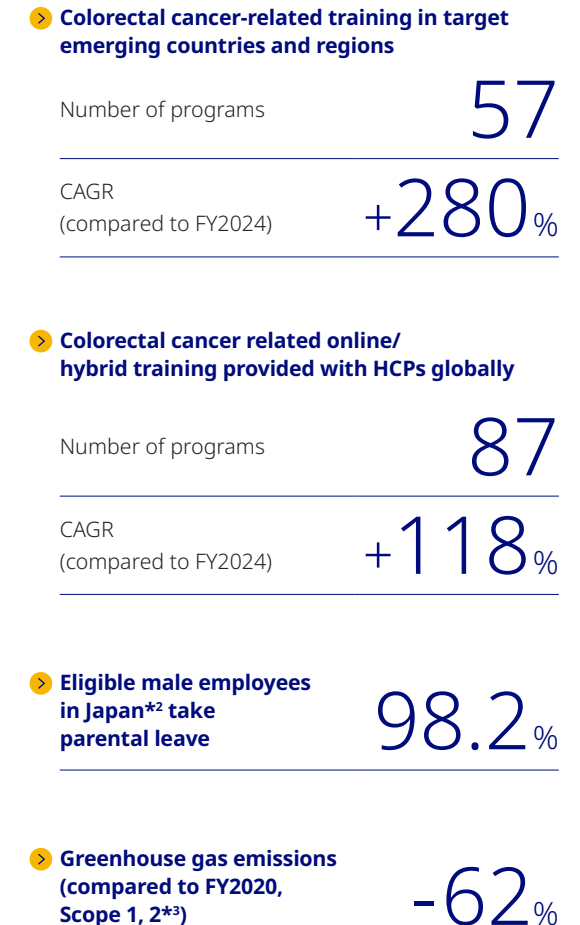 Colorectal cancer-related training in target
emerging countries and regions
Number of programs
57
CAGR
(compared to FY2024)
+280%
Colorectal cancer related online/
hybrid training provided with HCPs globally
Number of programs
87
CAGR
(compared to FY2024)
+118%
Eligible male employees
in Japan*2 take
parental leave
98.2%
Greenhouse gas emissions
(compared to FY2020,
Scope 1, 2*3)
-62%